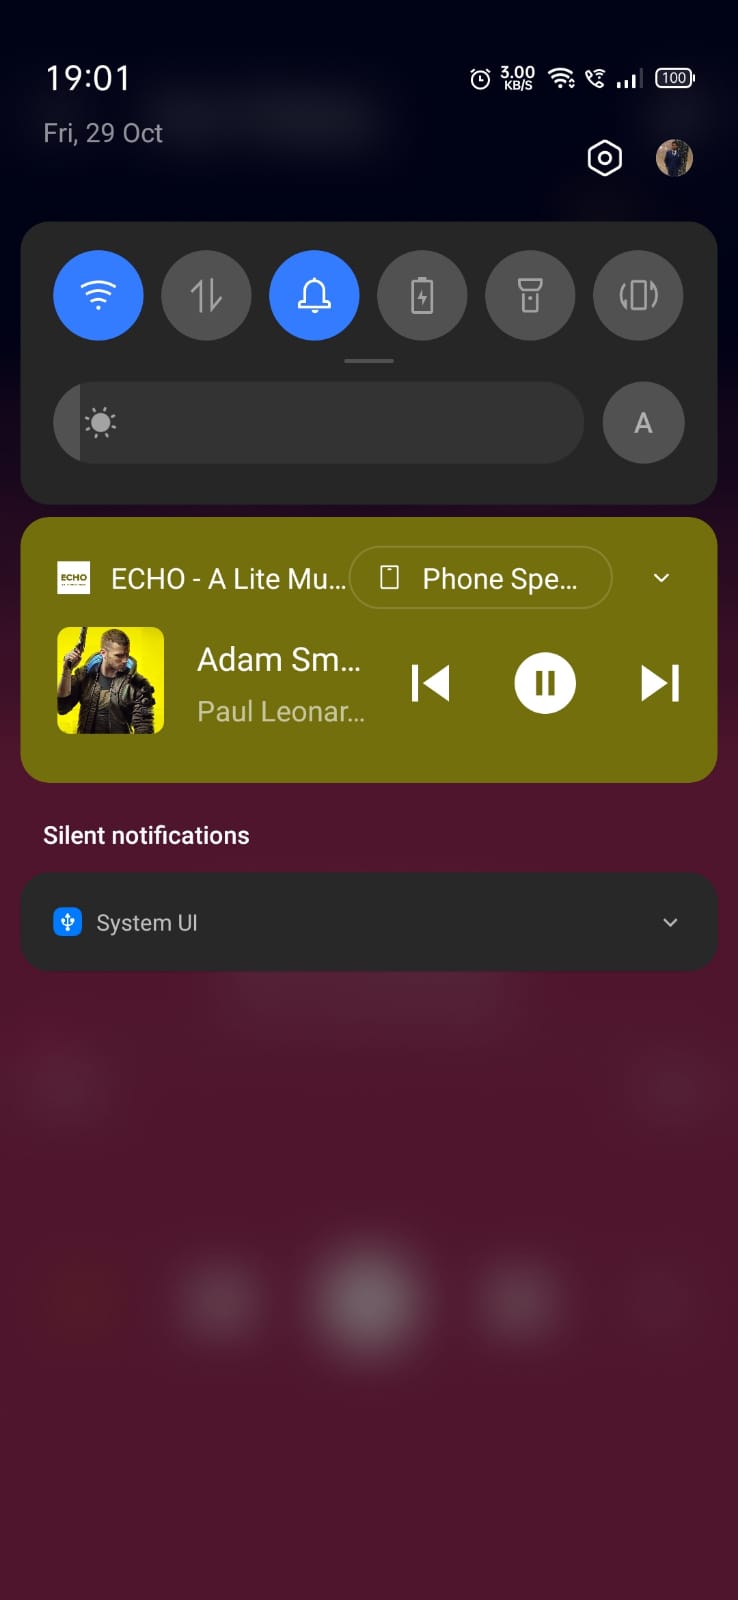 19:01
3.00
KB/S
100
Fri, 29 Oct
A
ECHO
ECHO - A Lite Mu...
Phone Spe...
Adam Sm...
Paul Leonar...
Silent notifications
System UI